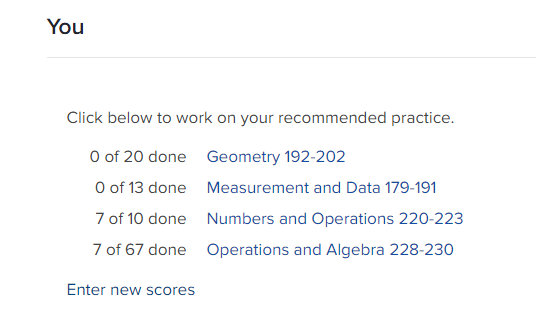 You
Click below to work on your recommended practice.
0 of 20 done Geometry 192-202
0 of 13 done Measurement and Data 179-191
7 of 10 done Numbers and Operations 220-223
7 of 67 done Operations and Algebra 228-230
Enter new scores